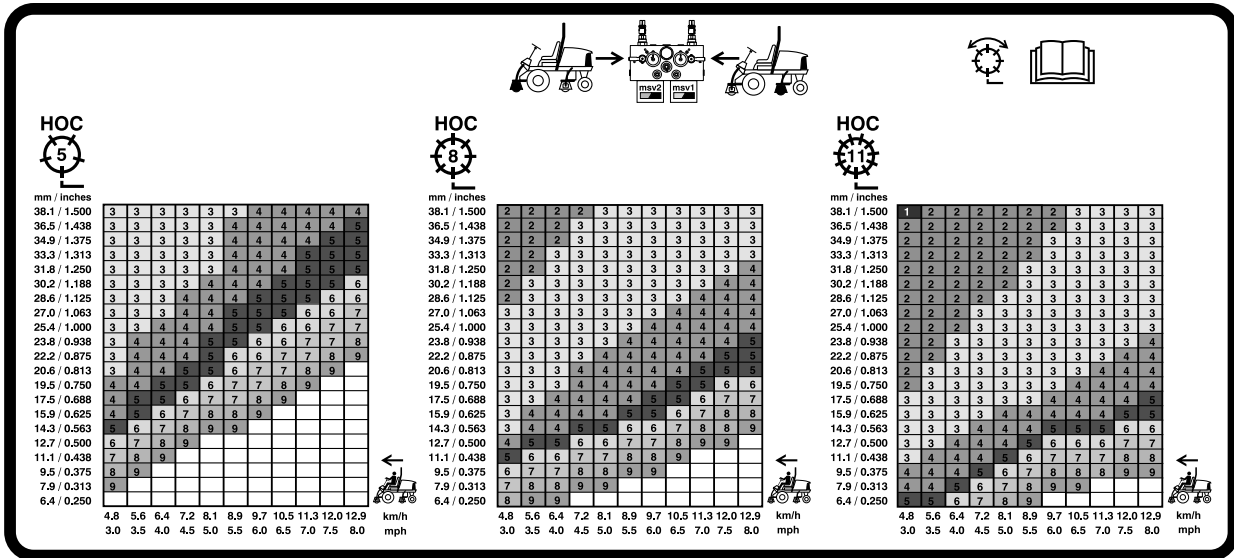 msv2 msv1
HOC
5
mm / inches
38.1 / 1.500 3 3 3 3 3 3 4 4 4 4 4
36.5 / 1.438 3 3 3 3 3 4 4 4 4 4 5
34.9 / 1.375 3 3 3 3 3 4 4 4 4 5 5
33.3 / 1.313 3 3 3 3 3 4 4 4 5 5 5
31.8 / 1.250 3 3 3 3 3 4 4 4 5 5 5
30.2 / 1.188 3 3 3 3 4 4 4 5 5 5 6
28.6 / 1.125 3 3 3 4 4 4 5 5 5 6 6
27.0 / 1.063 3 3 3 4 4 5 5 5 6 6 7
25.4 / 1.000 3 3 4 4 4 5 5 6 6 7 7
23.8 / 0.938 3 4 4 4 5 5 6 6 7 7 8
22.2 / 0.875 3 4 4 4 5 6 6 7 7 8 9
20.6 / 0.813 3 4 4 5 5 6 7 7 8 9
19.5 / 0.750 4 4 5 5 6 7 7 8 9
17.5 / 0.688 4 5 5 6 7 7 8 9
15.9 / 0.625 4 5 6 7 8 8 9
14.3 / 0.563 5 6 7 8 9 9
12.7 / 0.500 6 7 8 9
11.1 / 0.438 7 8 9
9.5 / 0.375 8 9
7.9 / 0.313 9
6.4 / 0.250
4.8 5.6 6.4 7.2 8.1 8.9 9.7 10.5 11.3 12.0 12.9 km/h
3.0 3.5 4.0 4.5 5.0 5.5 6.0 6.5 7.0 7.5 8.0 mph
HOC
8
mm / inches
38.1 / 1.500 2 2 2 2 3 3 3 3 3 3 3
36.5 / 1.438 2 2 2 3 3 3 3 3 3 3 3
34.9 / 1.375 2 2 2 3 3 3 3 3 3 3 3
33.3 / 1.313 2 2 3 3 3 3 3 3 3 3 3
31.8 / 1.250 2 2 3 3 3 3 3 3 3 3 4
30.2 / 1.188 2 3 3 3 3 3 3 3 3 4 4
28.6 / 1.125 2 3 3 3 3 3 3 3 4 4 4
27.0 / 1.063 3 3 3 3 3 3 3 4 4 4 4
25.4 / 1.000 3 3 3 3 3 3 4 4 4 4 4
23.8 / 0.938 3 3 3 3 3 4 4 4 4 4 5
22.2 / 0.875 3 3 3 3 4 4 4 4 4 5 5
20.6 / 0.813 3 3 3 4 4 4 4 4 5 5 5
19.5 / 0.750 3 3 3 4 4 4 4 5 5 6 6
17.5 / 0.688 3 3 4 4 4 4 5 5 6 6 7
15.9 / 0.625 3 4 4 4 4 5 5 6 7 7 8
14.3 / 0.563 3 4 4 5 5 6 6 7 7 8 8
12.7 / 0.500 4 5 5 6 6 7 7 8 9 9
11.1 / 0.438 5 6 6 7 7 8 8 9
9.5 / 0.375 6 7 7 8 8 9 9
7.9 / 0.313 7 8 8 9 9
6.4 / 0.250 8 9 9
4.8 5.6 6.4 7.2 8.1 8.9 9.7 10.5 11.3 12.0 12.9 km/h
3.0 3.5 4.0 4.5 5.0 5.5 6.0 6.5 7.0 7.5 8.0 mph
HOC
11
mm / inches
38.1 / 1.500 1 2 2 2 2 2 2 3 3 3 3
36.5 / 1.438 2 2 2 2 2 2 2 3 3 3 3
34.9 / 1.375 2 2 2 2 2 2 3 3 3 3 3
33.3 / 1.313 2 2 2 2 2 2 3 3 3 3 3
31.8 / 1.250 2 2 2 2 2 3 3 3 3 3 3
30.2 / 1.188 2 2 2 2 2 3 3 3 3 3 3
28.6 / 1.125 2 2 2 2 3 3 3 3 3 3 3
27.0 / 1.063 2 2 2 3 3 3 3 3 3 3 3
25.4 / 1.000 2 2 2 3 3 3 3 3 3 3 3
23.8 / 0.938 2 2 3 3 3 3 3 3 3 3 4
22.2 / 0.875 2 2 3 3 3 3 3 3 3 4 4
20.6 / 0.813 2 3 3 3 3 3 3 3 4 4 4
19.5 / 0.750 2 3 3 3 3 3 3 4 4 4 4
17.5 / 0.688 2 3 3 3 3 3 4 4 4 4 5
15.9 / 0.625 3 3 3 3 4 4 4 4 4 5 5
14.3 / 0.563 3 3 3 4 4 4 5 5 5 6 6
12.7 / 0.500 3 3 4 4 4 5 6 6 6 7 7
11.1 / 0.438 3 4 4 4 5 6 7 7 8 8 8
9.5 / 0.375 4 4 4 5 6 7 8 8 9 9 9
7.9 / 0.313 4 4 5 6 7 8 9 9
6.4 / 0.250 5 5 6 7 8 9
4.8 5.6 6.4 7.2 8.1 8.9 9.7 10.5 11.3 12.0 12.9 km/h
3.0 3.5 4.0 4.5 5.0 5.5 6.0 6.5 7.0 7.5 8.0 mph